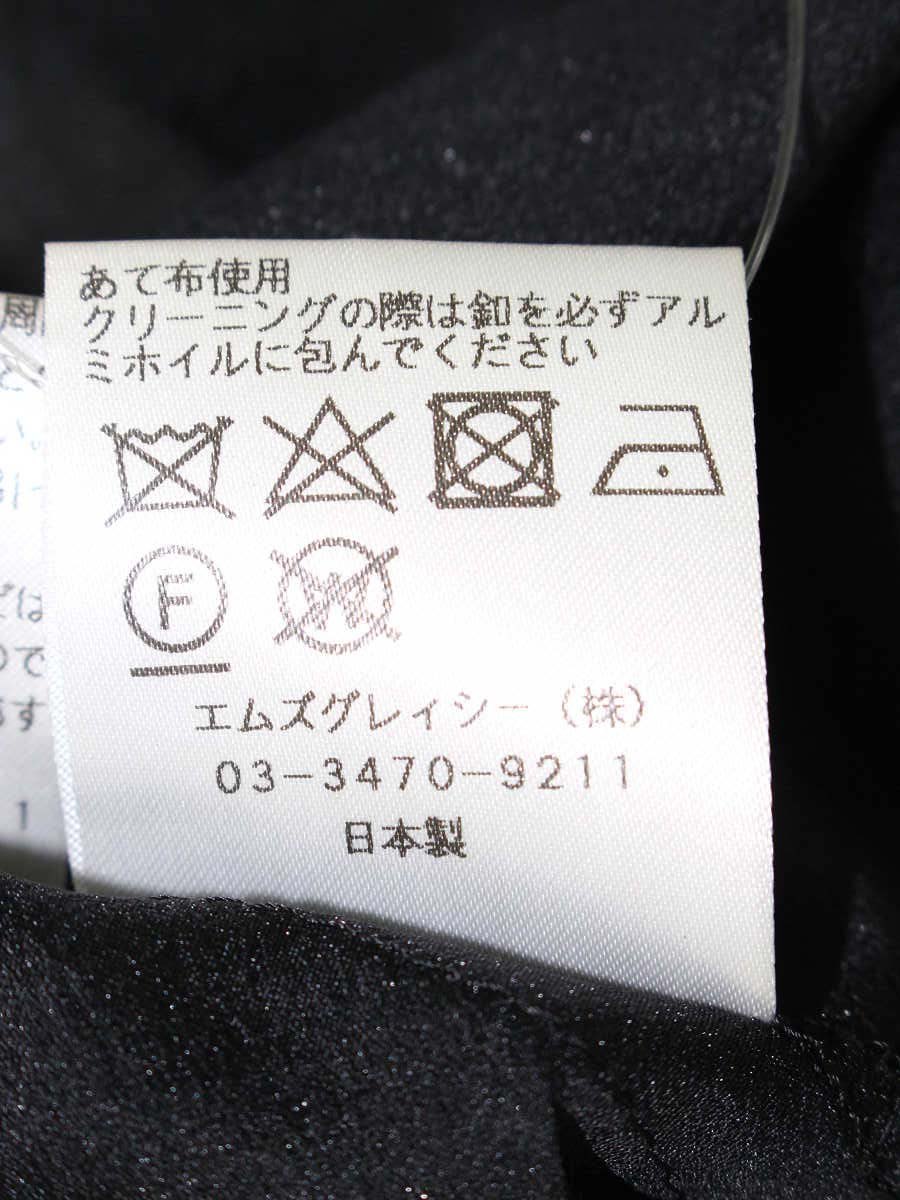 あて布使用
クリーニングの際は釦を必ずアル
ミホイルに包んでください
F
W
エムズグレイシー(株)
03-3470-9211
日本製
1